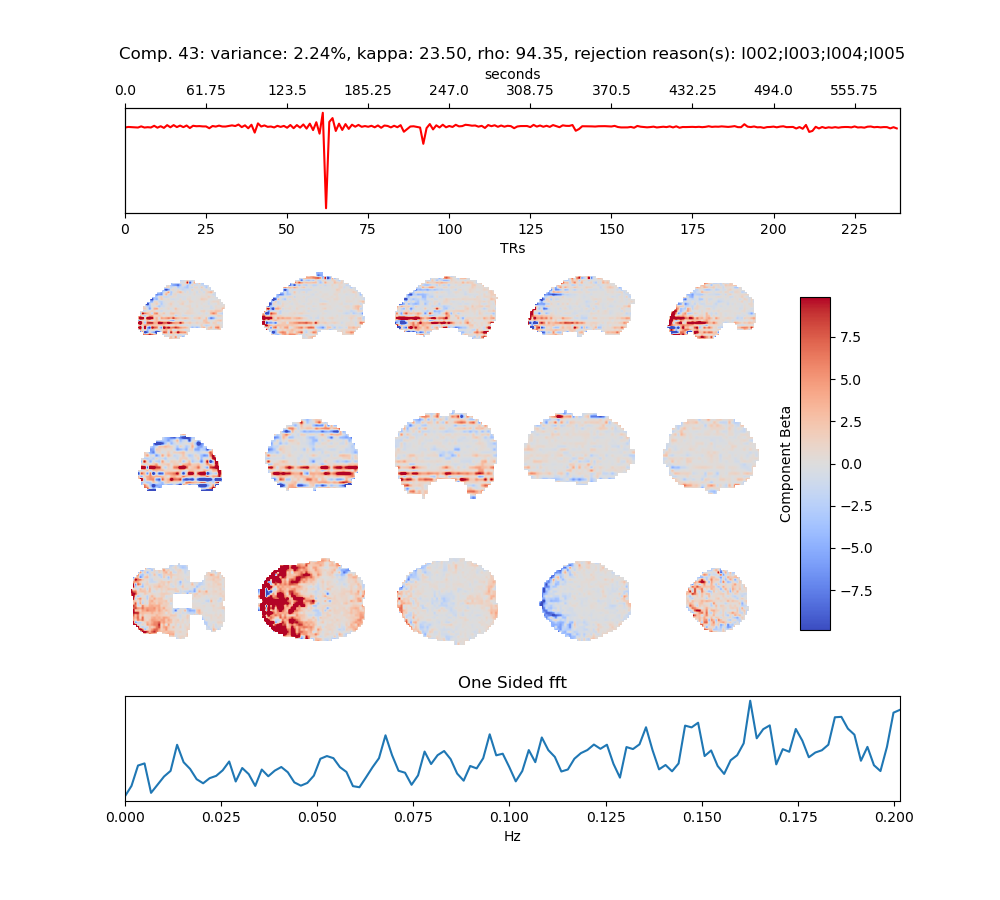 Comp. 43: variance: 2.24%, kappa: 23.50, rho: 94.35, rejection reason(s): I002;I003;I004;I005
seconds
0.0 61.75 123.5 185.25 247.0 308.75 370.5 432.25 494.0 555.75
0 25 50 75 100 125 150 175 200 225
TRs
7.5
5.0
2.5
0.0
−2.5
−5.0
−7.5
Component Beta
One Sided fft
0.000 0.025 0.050 0.075 0.100 0.125 0.150 0.175 0.200
Hz